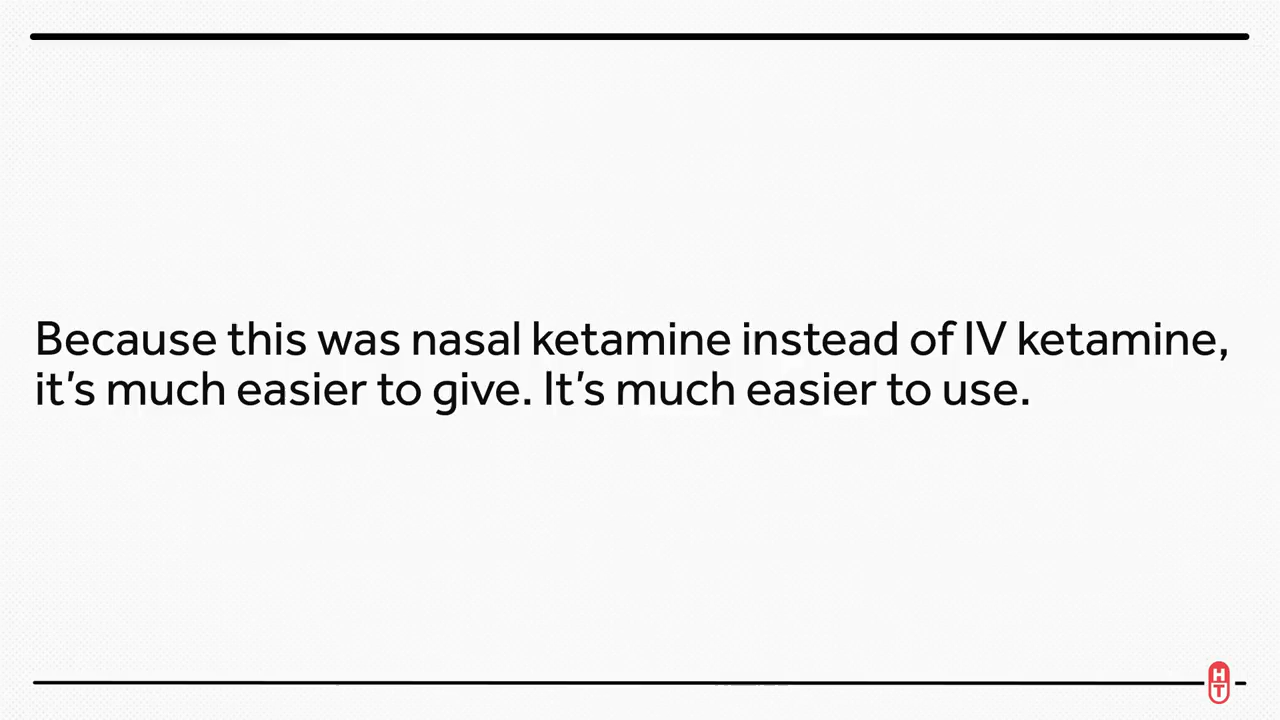 Because this was nasal ketamine instead of IV ketamine,
it’s much easier to give. It’s much easier to use.
HT